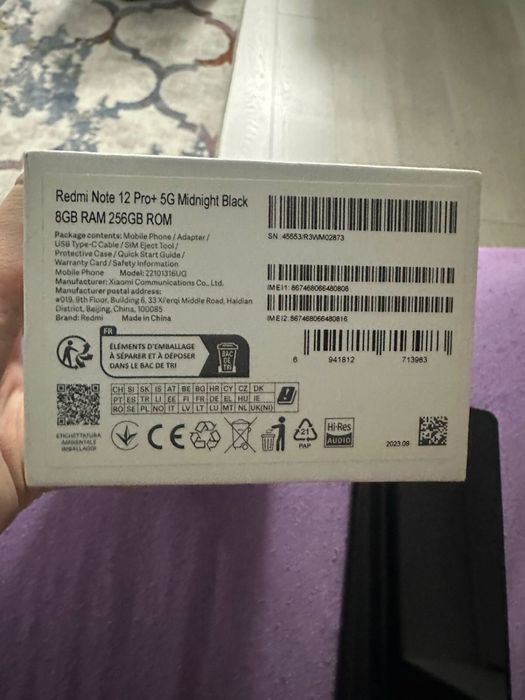 Redmi Note 12 Pro+ 5G Midnight Black
8GB RAM 256GB ROM
Package contents: Mobile Phone / Adapter /
USB Type-C Cable / SIM Eject Tool /
Protective Case / Quick Start Guide /
Warranty Card / Safety Information
Mobile Phone Model: 22101316UG
Manufacturer: Xiaomi Communications Co., Ltd.
Manufacturer postal address:
#019, 9th Floor, Building 6, 33 Xi'erqi Middle Road, Haidian
District, Beijing, China, 100085
Brand: Redmi Made in China
SN: 45553/R3WM02873
IMEI1: 867468066480808
IMEI2: 867468066480816
6 941812 713983
FR
ÉLÉMENTS D'EMBALLAGE
À SÉPARER ET À DÉPOSER
DANS LE BAC DE TRI
BAC
DE
TRI
CH SI SK IS AT BE BG HR CY CZ DK
PT ES TR LI EE FI FR DE EL HU IE
RO SE PL NO IT LV LT LU MT NL UK(NI)
ETICHETTATURA
AMBIENTALE
IMBALLAGGI
CE
21
PAP
Hi-Res
AUDIO
2023.09